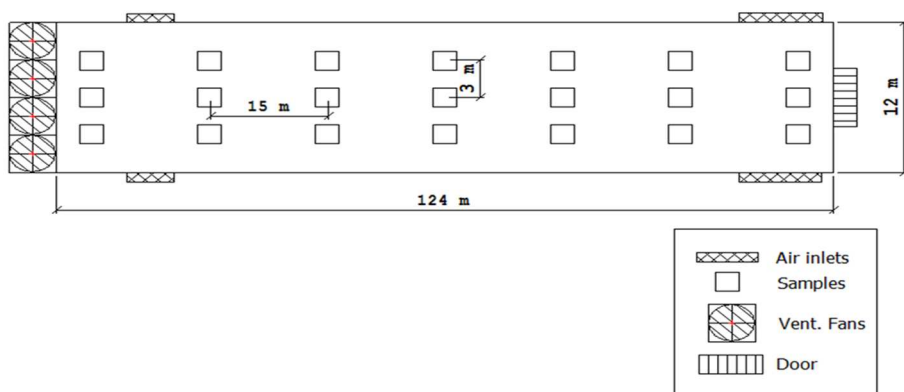 3 m
15 m
12 m
124 m
Air inlets
Samples
Vent. Fans
Door